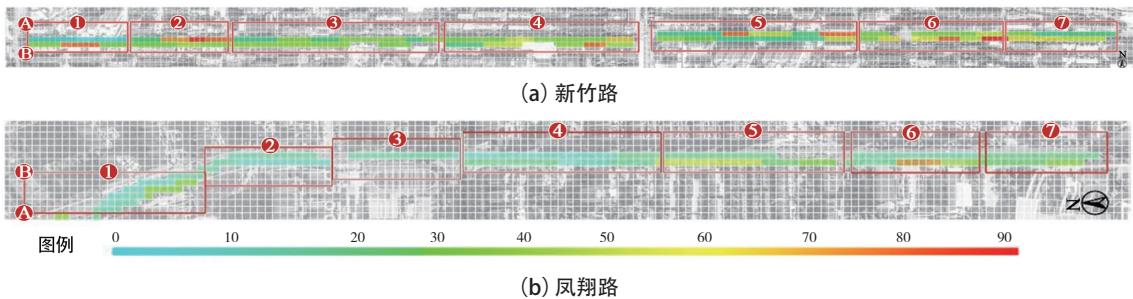 A ① ② ③ ④ ⑤ ⑥ ⑦
B
N
(a) 新竹路
B ① ② ③ ④ ⑤ ⑥ ⑦
A
N
图例 0 10 20 30 40 50 60 70 80 90
(b) 凤翔路